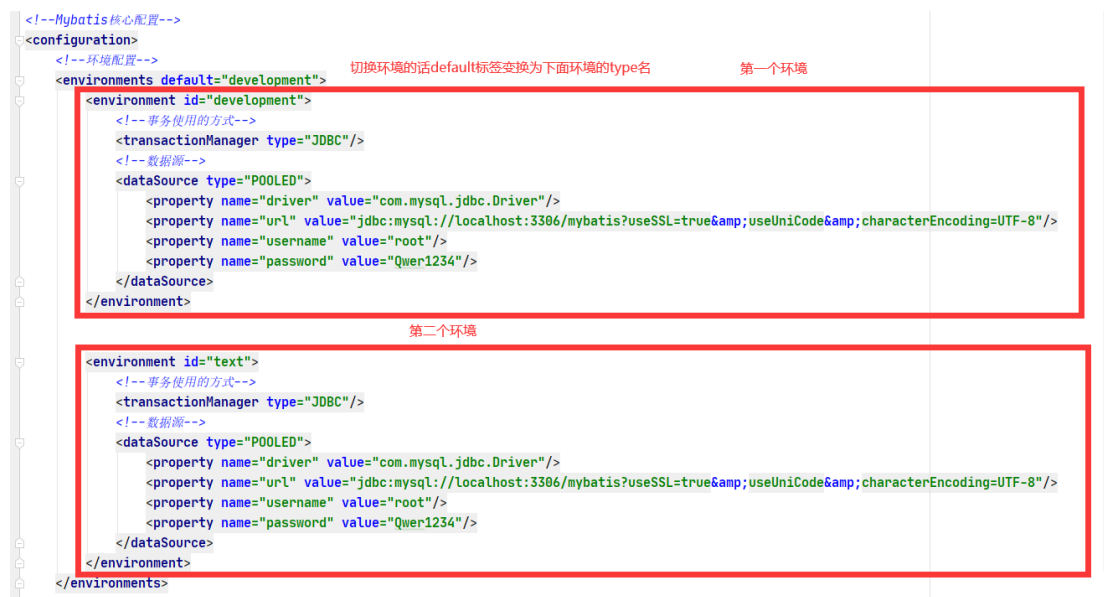 <!--Mybatis核心配置-->
<configuration>
<!--环境配置-->
切换环境的话default标签变换为下面环境的type名
第一个环境
<environments default="development">
<environment id="development">
<!--事务使用的方式-->
<transactionManager type="JDBC"/>
<!--数据源-->
<dataSource type="POOLED">
<property name="driver" value="com.mysql.jdbc.Driver"/>
<property name="url" value="jdbc:mysql://localhost:3306/mybatis?useSSL=true&amp;useUniCode&amp;characterEncoding=UTF-8"/>
<property name="username" value="root"/>
<property name="password" value="Qwer1234"/>
</dataSource>
</environment>
第二个环境
<environment id="text">
<!--事务使用的方式-->
<transactionManager type="JDBC"/>
<!--数据源-->
<dataSource type="POOLED">
<property name="driver" value="com.mysql.jdbc.Driver"/>
<property name="url" value="jdbc:mysql://localhost:3306/mybatis?useSSL=true&amp;useUniCode&amp;characterEncoding=UTF-8"/>
<property name="username" value="root"/>
<property name="password" value="Qwer1234"/>
</dataSource>
</environment>
</environments>